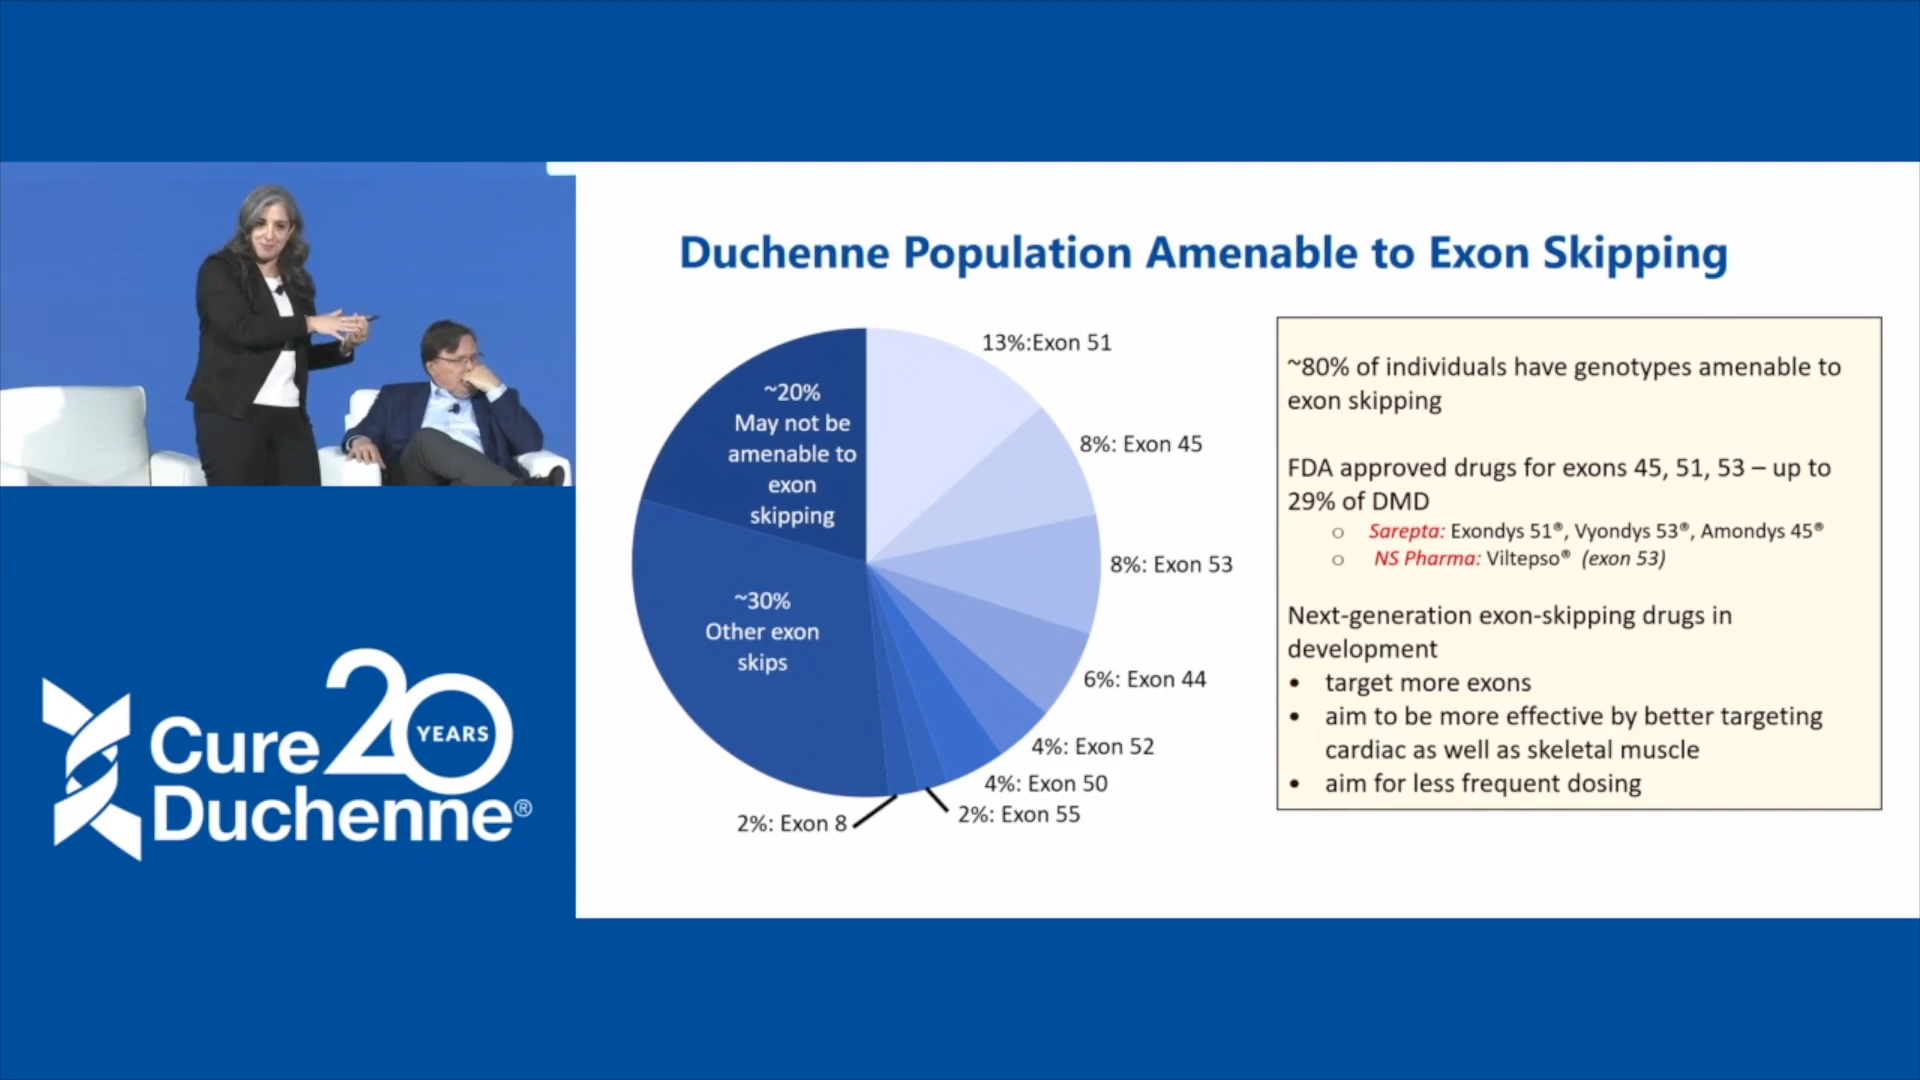 Duchenne Population Amenable to Exon Skipping
13%:Exon 51
8%: Exon 45
8%: Exon 53
6%: Exon 44
4%: Exon 52
4%: Exon 50
2%: Exon 55
2%: Exon 8
~30%
Other exon
skips
~20%
May not be
amenable to
exon
skipping
~80% of individuals have genotypes amenable to
exon skipping
FDA approved drugs for exons 45, 51, 53 – up to
29% of DMD
o Sarepta: Exondys 51®, Vyondys 53®, Amondys 45®
o NS Pharma: Viltepso® (exon 53)
Next-generation exon-skipping drugs in
development
• target more exons
• aim to be more effective by better targeting
cardiac as well as skeletal muscle
• aim for less frequent dosing
20
YEARS
Cure
Duchenne®